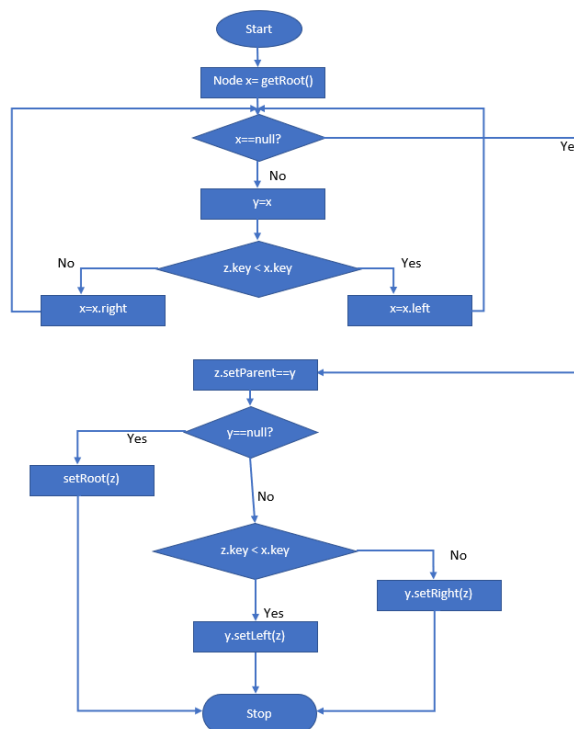 Start
Node x= getRoot()
x==null?
Ye
No
y=x
z.key < x.key
No
Yes
x=x.right
x=x.left
z.setParent==y
y==null?
Yes
setRoot(z)
No
z.key < x.key
No
y.setRight(z)
Yes
y.setLeft(z)
Stop